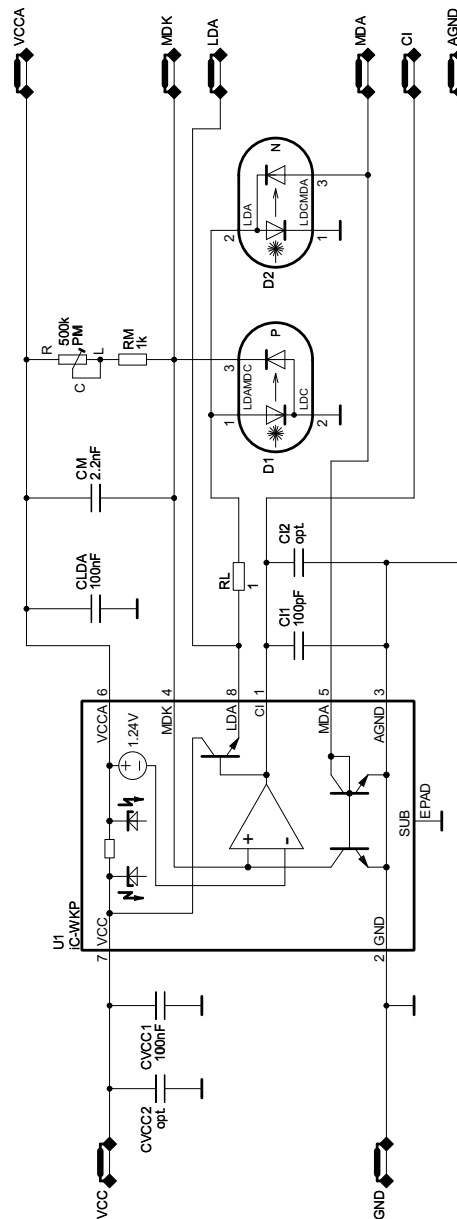 VCCA
MDK
LDA
MDA
CI
AGND
R
500k
PM
C
L
RM
1k
CM
2.2nF
CLDA
100nF
N
LDA
LDCMDA
2
3
1
D2
P
LDAMDC
LDC
1
3
2
D1
RL
1
CI2
opt.
CI1
100pF
6
4
8
1
5
3
VCCA
MDK
LDA
CI
MDA
AGND
1.24V
+
-
+
-
N
N
SUB
EPAD
U1
iC-WKP
7
VCC
2
GND
CVCC1
100nF
CVCC2
opt.
VCC
GND